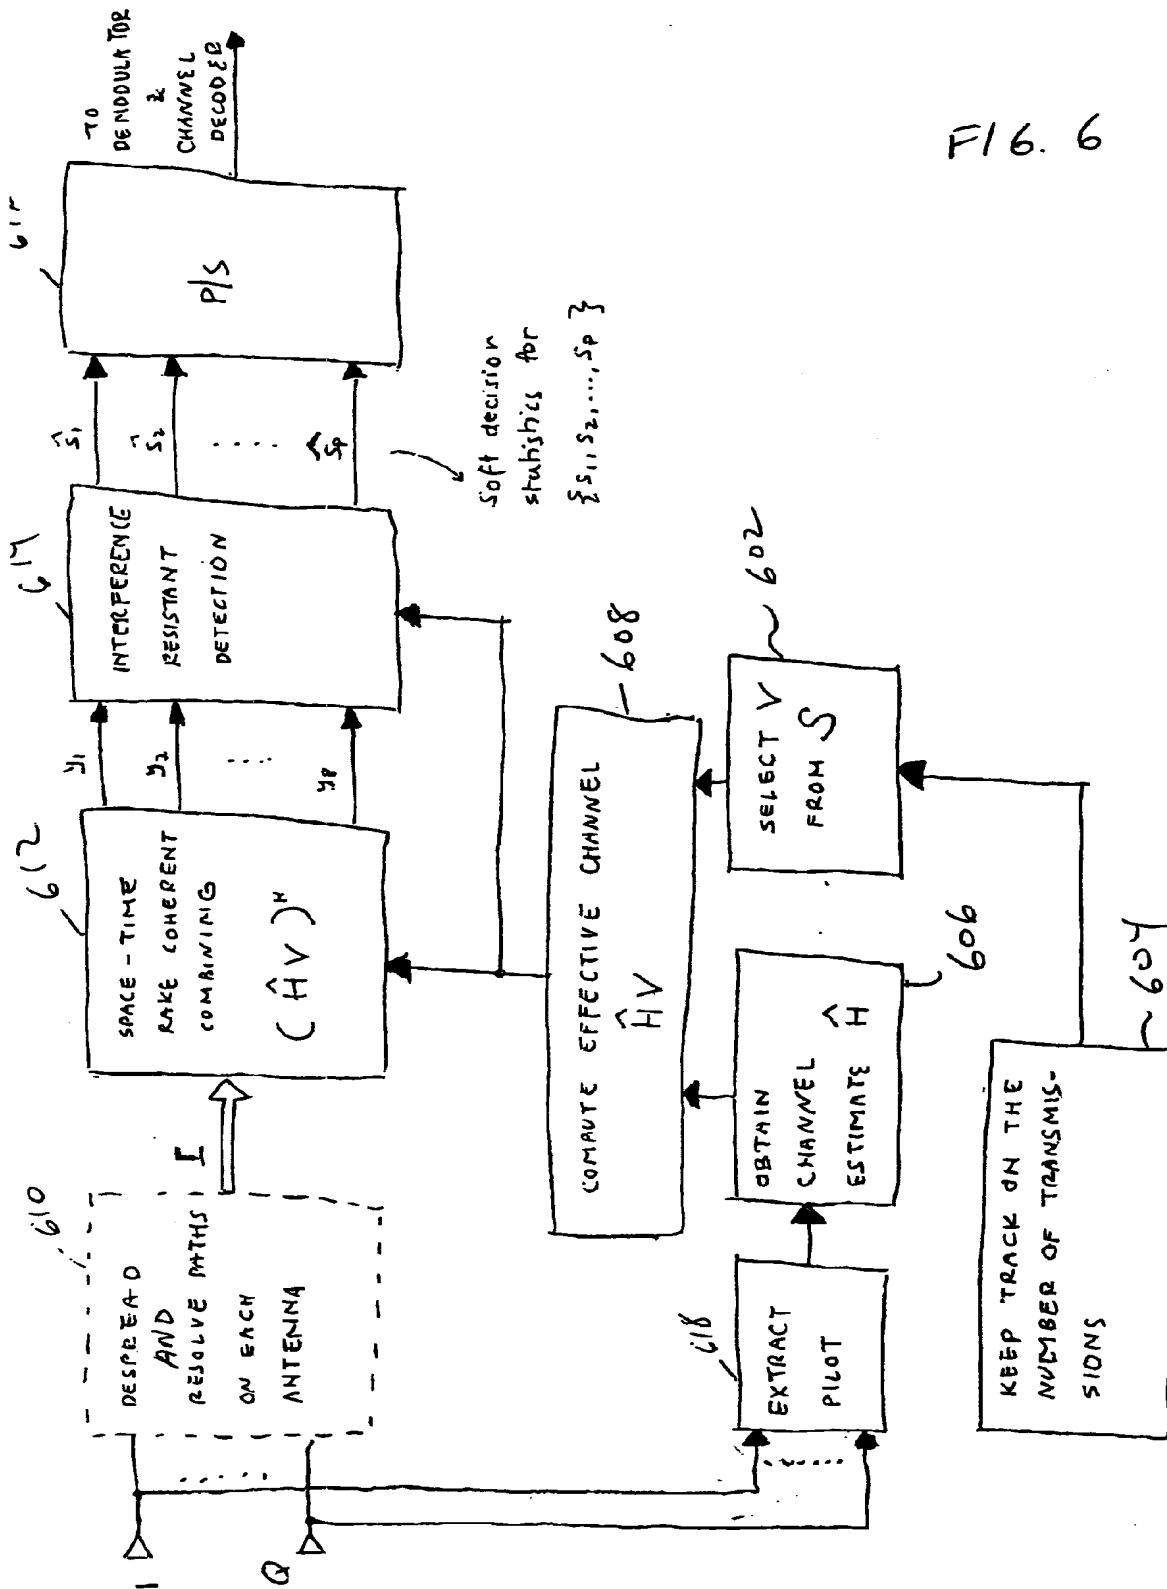 FIG. 6
I
Q
610
DESPREAD
AND
RESOLVE PATHS
ON EACH
ANTENNA
r
612
SPACE-TIME
RAKE COHERENT
COMBINING
(ĤV)ᴴ
y₁
y₂
.....
yₚ
614
INTERFERENCE
RESISTANT
DETECTION
ŝ₁
ŝ₂
.....
ŝₚ
P/S
TO
DEMODULATOR
&
CHANNEL
DECODER
Soft decision
statistics for
{s₁, s₂, ..., sₚ}
COMPUTE EFFECTIVE CHANNEL
ĤV
608
618
EXTRACT
PILOT
OBTAIN
CHANNEL
ESTIMATE Ĥ
606
SELECT V
FROM S
602
KEEP TRACK ON THE
NUMBER OF TRANSMIS-
SIONS
604